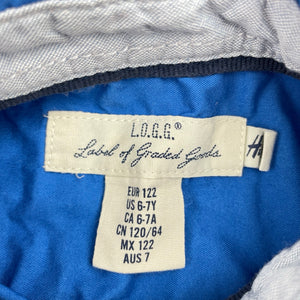 L.O.G.G.®
Label of Graded Goods
EUR 122
US 6-7Y
CA 6-7A
CN 120/64
MX 122
AUS 7